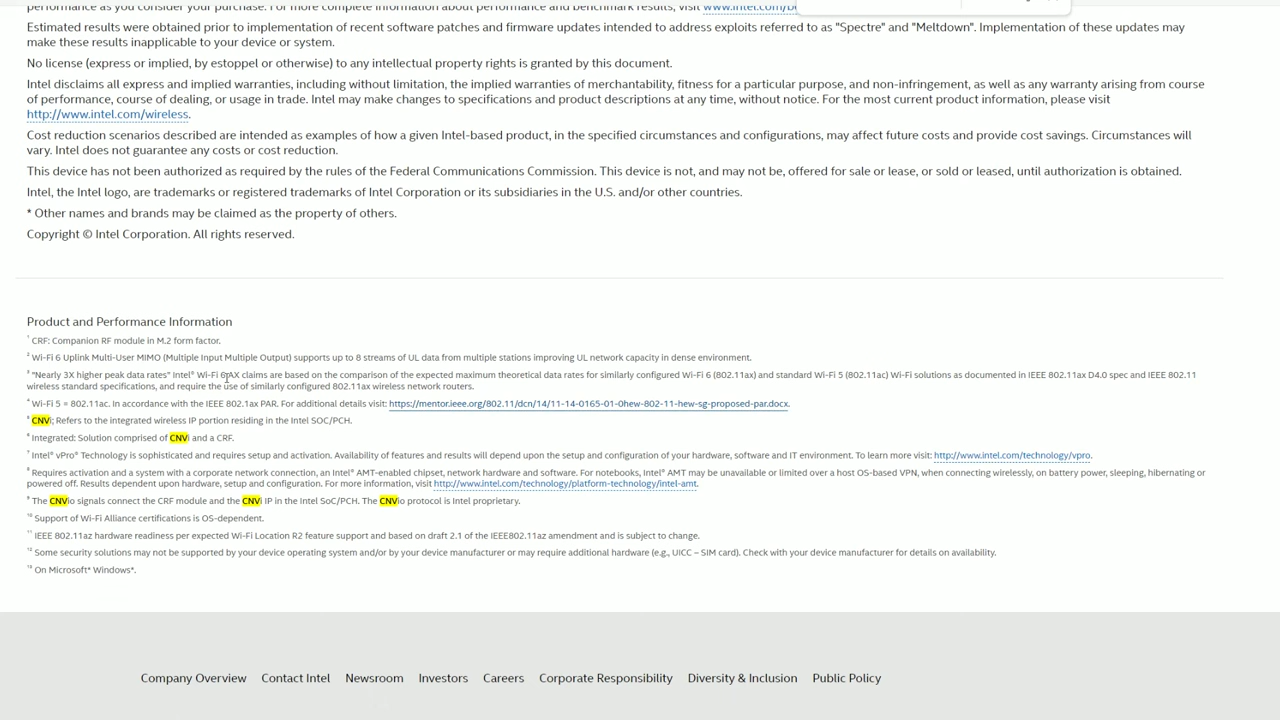 performance as you consider your purchase. For more complete information about performance and benchmark results, visit www.intel.com/b
Estimated results were obtained prior to implementation of recent software patches and firmware updates intended to address exploits referred to as "Spectre" and "Meltdown". Implementation of these updates may
make these results inapplicable to your device or system.
No license (express or implied, by estoppel or otherwise) to any intellectual property rights is granted by this document.
Intel disclaims all express and implied warranties, including without limitation, the implied warranties of merchantability, fitness for a particular purpose, and non-infringement, as well as any warranty arising from course
of performance, course of dealing, or usage in trade. Intel may make changes to specifications and product descriptions at any time, without notice. For the most current product information, please visit
http://www.intel.com/wireless.
Cost reduction scenarios described are intended as examples of how a given Intel-based product, in the specified circumstances and configurations, may affect future costs and provide cost savings. Circumstances will
vary. Intel does not guarantee any costs or cost reduction.
This device has not been authorized as required by the rules of the Federal Communications Commission. This device is not, and may not be, offered for sale or lease, or sold or leased, until authorization is obtained.
Intel, the Intel logo, are trademarks or registered trademarks of Intel Corporation or its subsidiaries in the U.S. and/or other countries.
* Other names and brands may be claimed as the property of others.
Copyright © Intel Corporation. All rights reserved.
Product and Performance Information
¹ CRF: Companion RF module in M.2 form factor.
² Wi-Fi 6 Uplink Multi-User MIMO (Multiple Input Multiple Output) supports up to 8 streams of UL data from multiple stations improving UL network capacity in dense environment.
³ "Nearly 3X higher peak data rates" Intel® Wi-Fi 6 AX claims are based on the comparison of the expected maximum theoretical data rates for similarly configured Wi-Fi 6 (802.11ax) and standard Wi-Fi 5 (802.11ac) Wi-Fi solutions as documented in IEEE 802.11ax D4.0 spec and IEEE 802.11
wireless standard specifications, and require the use of similarly configured 802.11ax wireless network routers.
⁴ Wi-Fi 5 = 802.11ac. In accordance with the IEEE 802.1ax PAR. For additional details visit: https://mentor.ieee.org/802.11/dcn/14/11-14-0165-01-0hew-802-11-hew-sg-proposed-par.docx.
⁵ CNVi; Refers to the integrated wireless IP portion residing in the Intel SOC/PCH.
⁶ Integrated: Solution comprised of CNVi and a CRF.
⁷ Intel® vPro® Technology is sophisticated and requires setup and activation. Availability of features and results will depend upon the setup and configuration of your hardware, software and IT environment. To learn more visit: http://www.intel.com/technology/vpro.
⁸ Requires activation and a system with a corporate network connection, an Intel® AMT-enabled chipset, network hardware and software. For notebooks, Intel® AMT may be unavailable or limited over a host OS-based VPN, when connecting wirelessly, on battery power, sleeping, hibernating or
powered off. Results dependent upon hardware, setup and configuration. For more information, visit http://www.intel.com/technology/platform-technology/intel-amt.
⁹ The CNVio signals connect the CRF module and the CNVi IP in the Intel SoC/PCH. The CNVio protocol is Intel proprietary.
¹⁰ Support of Wi-Fi Alliance certifications is OS-dependent.
¹¹ IEEE 802.11az hardware readiness per expected Wi-Fi Location R2 feature support and based on draft 2.1 of the IEEE802.11az amendment and is subject to change.
¹² Some security solutions may not be supported by your device operating system and/or by your device manufacturer or may require additional hardware (e.g., UICC – SIM card). Check with your device manufacturer for details on availability.
¹³ On Microsoft* Windows*.
Company Overview Contact Intel Newsroom Investors Careers Corporate Responsibility Diversity & Inclusion Public Policy